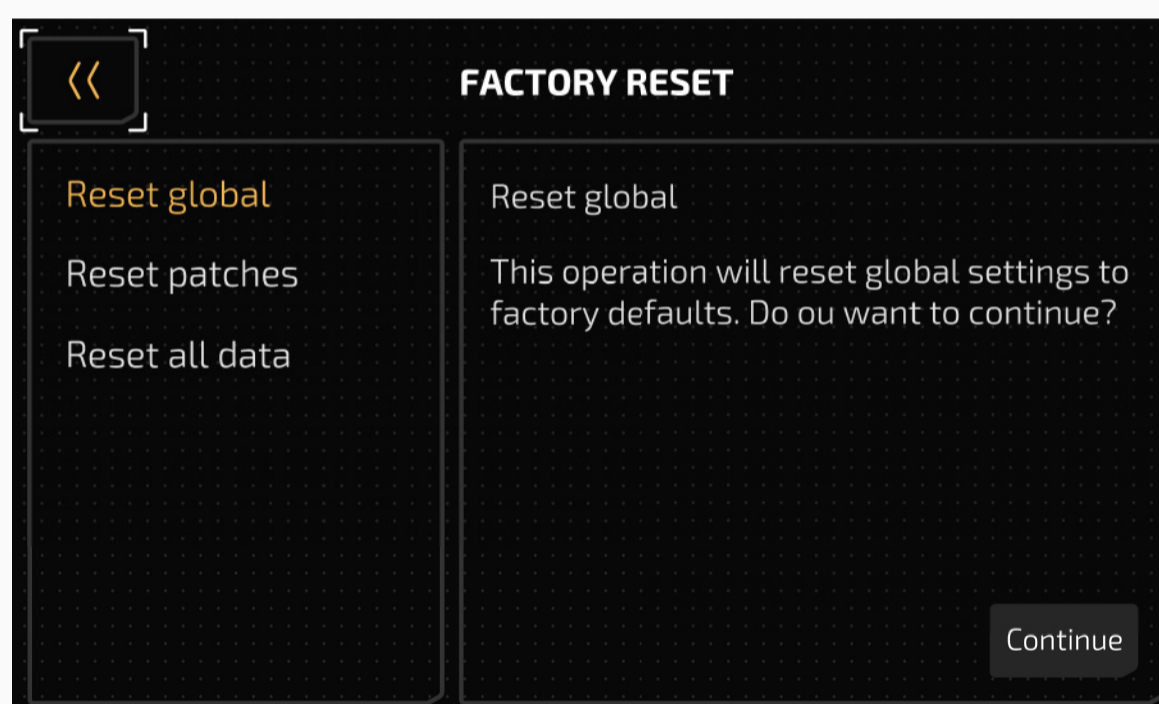 FACTORY RESET
Reset global
Reset patches
Reset all data
Reset global
This operation will reset global settings to
factory defaults. Do ou want to continue?
Continue